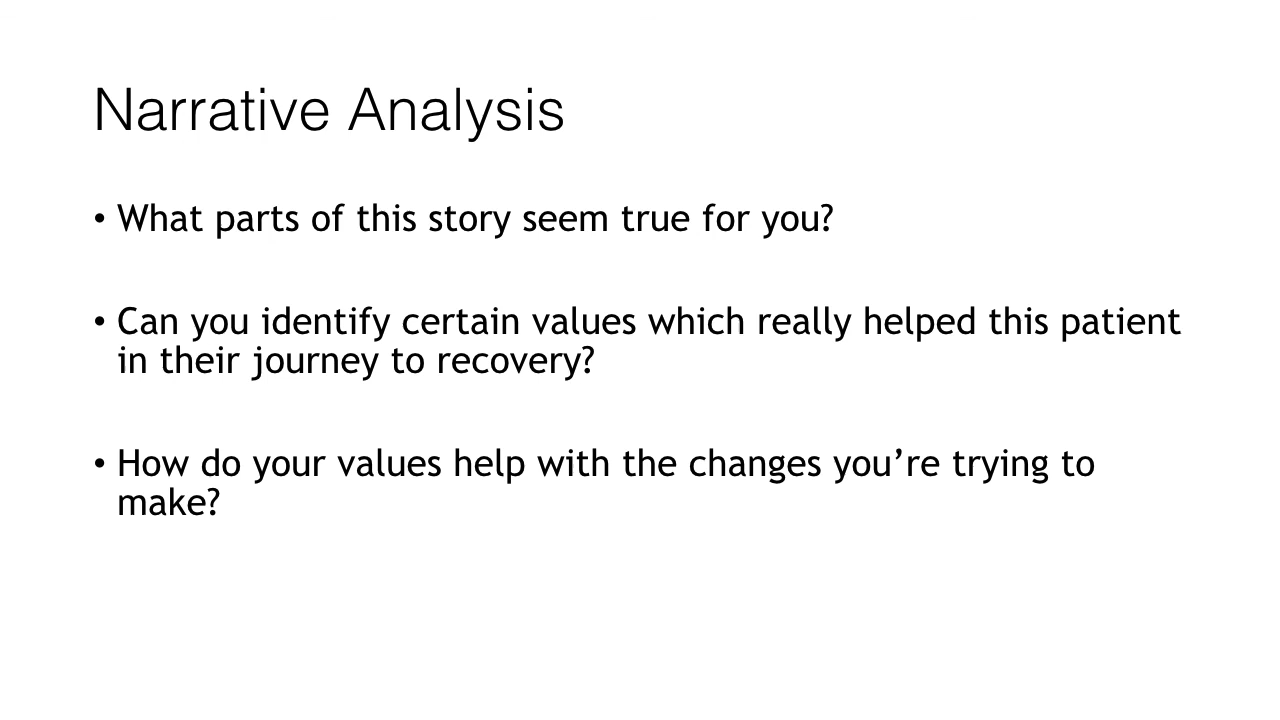 Narrative Analysis
• What parts of this story seem true for you?
• Can you identify certain values which really helped this patient
in their journey to recovery?
• How do your values help with the changes you’re trying to
make?